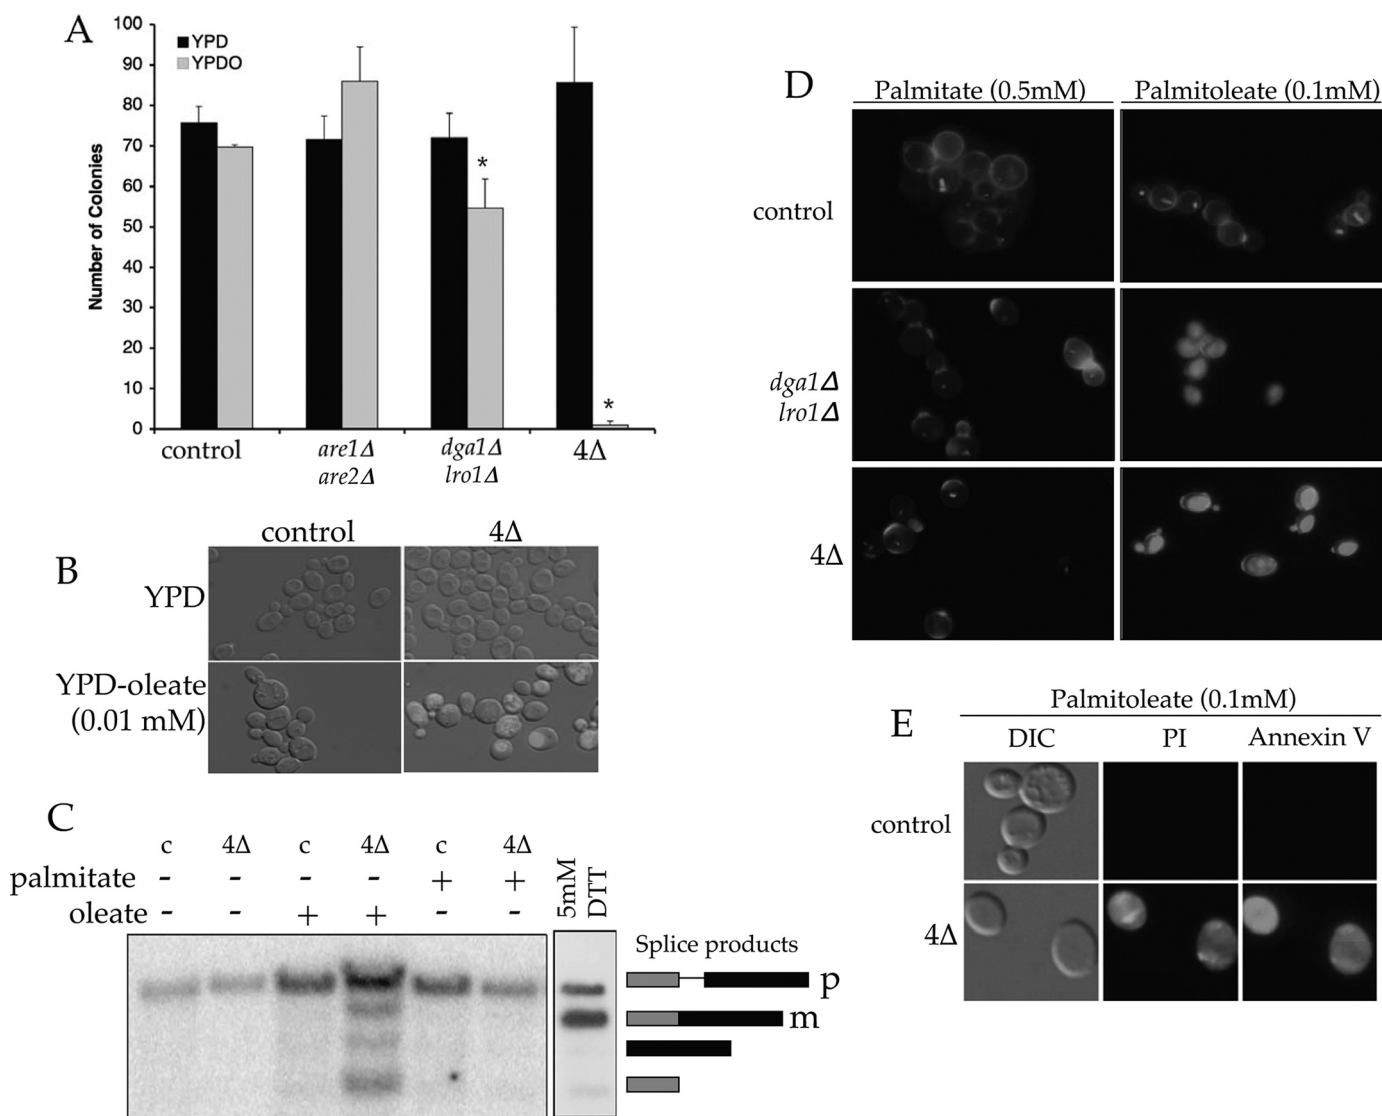 A
100
90
80
70
60
50
40
30
20
10
0
Number of Colonies
YPD
YPDO
*
*
control
are1Δ
are2Δ
dga1Δ
lro1Δ
4Δ
B
control
4Δ
YPD
YPD-oleate
(0.01 mM)
C
c 4Δ c 4Δ c 4Δ
palmitate - - - - + +
oleate - - + + - -
5mM
DTT
Splice products
p
m
D
Palmitate (0.5mM) Palmitoleate (0.1mM)
control
dga1Δ
lro1Δ
4Δ
E
Palmitoleate (0.1mM)
DIC PI Annexin V
control
4Δ